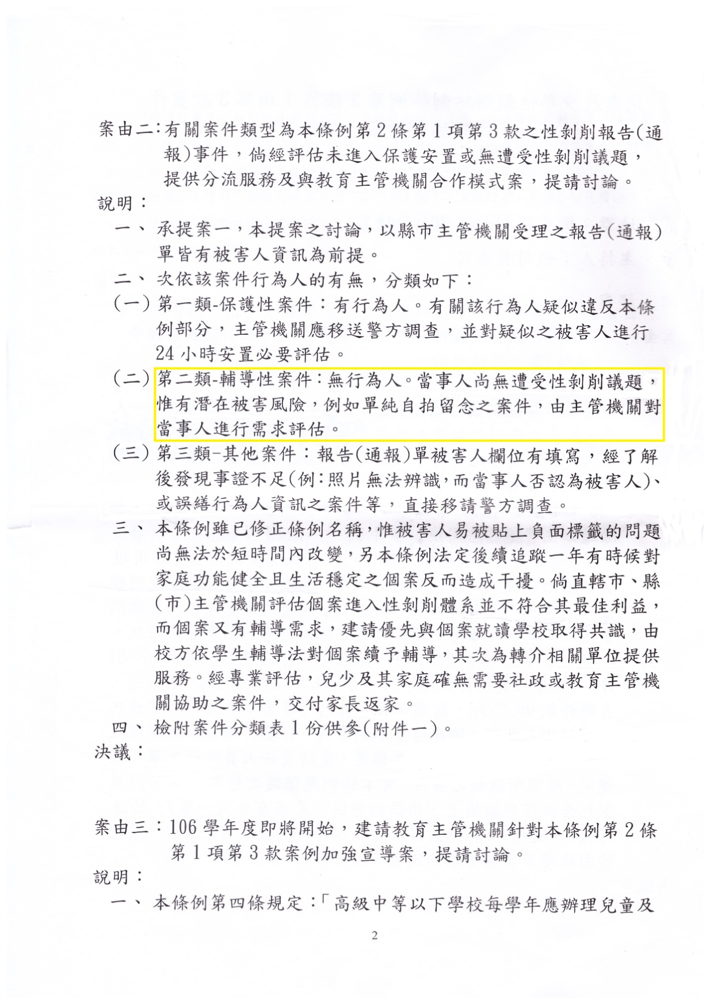 案由二：有關案件類型為本條例第2條第1項第3款之性剝削報告(通
報)事件，倘經評估未進入保護安置或無遭受性剝削議題，
提供分流服務及與教育主管機關合作模式案，提請討論。
說明：
一、承提案一，本提案之討論，以縣市主管機關受理之報告(通報)
單皆有被害人資訊為前提。
二、次依該案件行為人的有無，分類如下：
(一)第一類-保護性案件：有行為人。有關該行為人疑似違反本條
例部分，主管機關應移送警方調查，並對疑似之被害人進行
24小時安置必要評估。
(二)第二類-輔導性案件：無行為人。當事人尚無遭受性剝削議題，
惟有潛在被害風險，例如單純自拍留念之案件，由主管機關對
當事人進行需求評估。
(三)第三類-其他案件：報告(通報)單被害人欄位有填寫，經了解
後發現事證不足(例：照片無法辨識，而當事人否認為被害人)、
或誤繕行為人資訊之案件等，直接移請警方調查。
三、本條例雖已修正條例名稱，惟被害人易被貼上負面標籤的問題
尚無法於短時間內改變，另本條例法定後續追蹤一年有時候對
家庭功能健全且生活穩定之個案反而造成干擾。倘直轄市、縣
(市)主管機關評估個案進入性剝削體系並不符合其最佳利益，
而個案又有輔導需求，建請優先與個案就讀學校取得共識，由
校方依學生輔導法對個案續予輔導，其次為轉介相關單位提供
服務。經專業評估，兒少及其家庭確無需要社政或教育主管機
關協助之案件，交付家長返家。
四、檢附案件分類表1份供參(附件一)。
決議：
案由三：106學年度即將開始，建請教育主管機關針對本條例第2條
第1項第3款案例加強宣導案，提請討論。
說明：
一、本條例第四條規定：「高級中等以下學校每學年應辦理兒童及
2